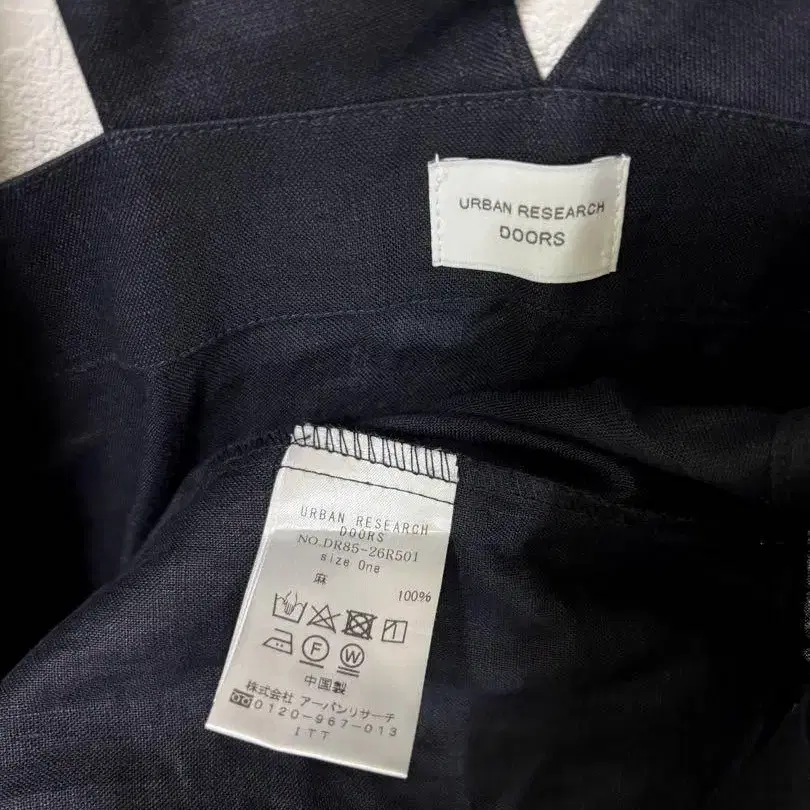 URBAN RESEARCH
DOORS
URBAN RESEARCH
DOORS
NO.DR85-26R501
size One
麻 100%
F W
中国製
株式会社 アーバンリサーチ
0120-967-013
ITT